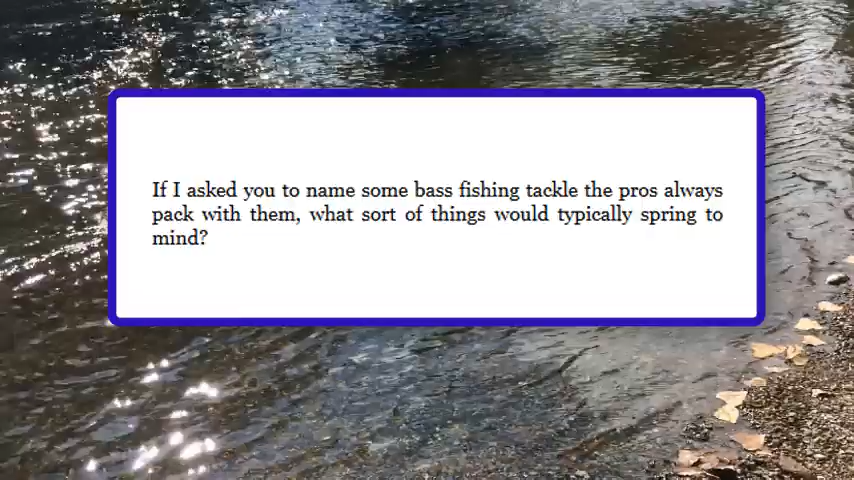 If I asked you to name some bass fishing tackle the pros always
pack with them, what sort of things would typically spring to
mind?